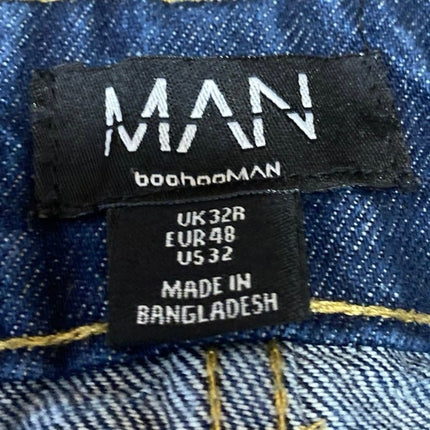 MAN
boohooMAN
UK 32R
EUR 48
US 32
MADE IN
BANGLADESH